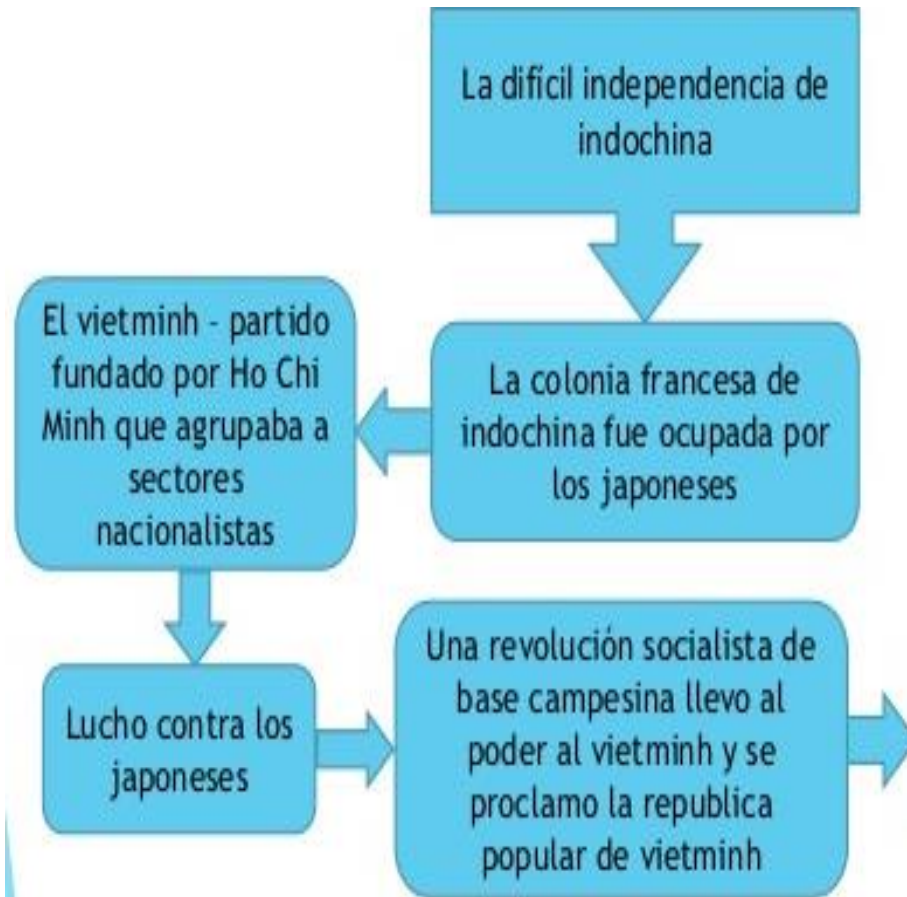 La difícil independencia de
indochina
La colonia francesa de
indochina fue ocupada por
los japoneses
El vietminh - partido
fundado por Ho Chi
Minh que agrupaba a
sectores
nacionalistas
Lucho contra los
japoneses
Una revolución socialista de
base campesina llevo al
poder al vietminh y se
proclamo la republica
popular de vietminh